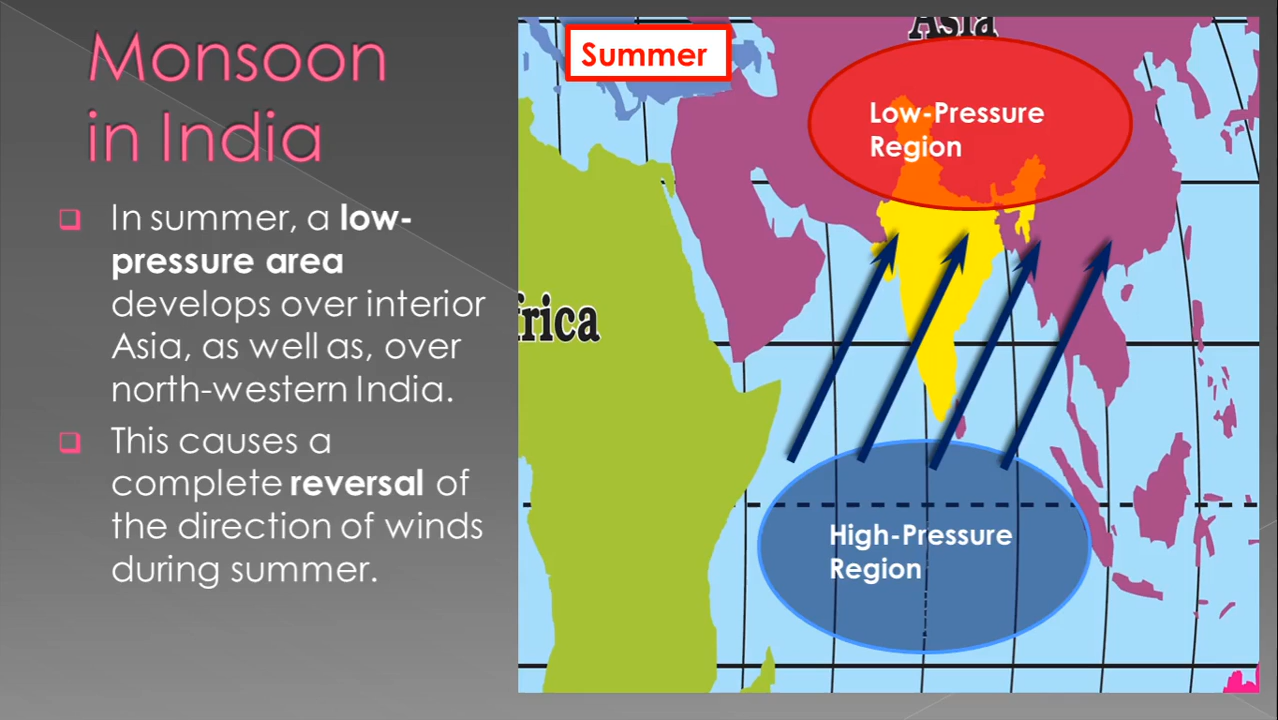 Monsoon
in India
In summer, a low-
pressure area
develops over interior
Asia, as well as, over
north-western India.
This causes a
complete reversal of
the direction of winds
during summer.
Summer
Asia
Low-Pressure
Region
frica
High-Pressure
Region